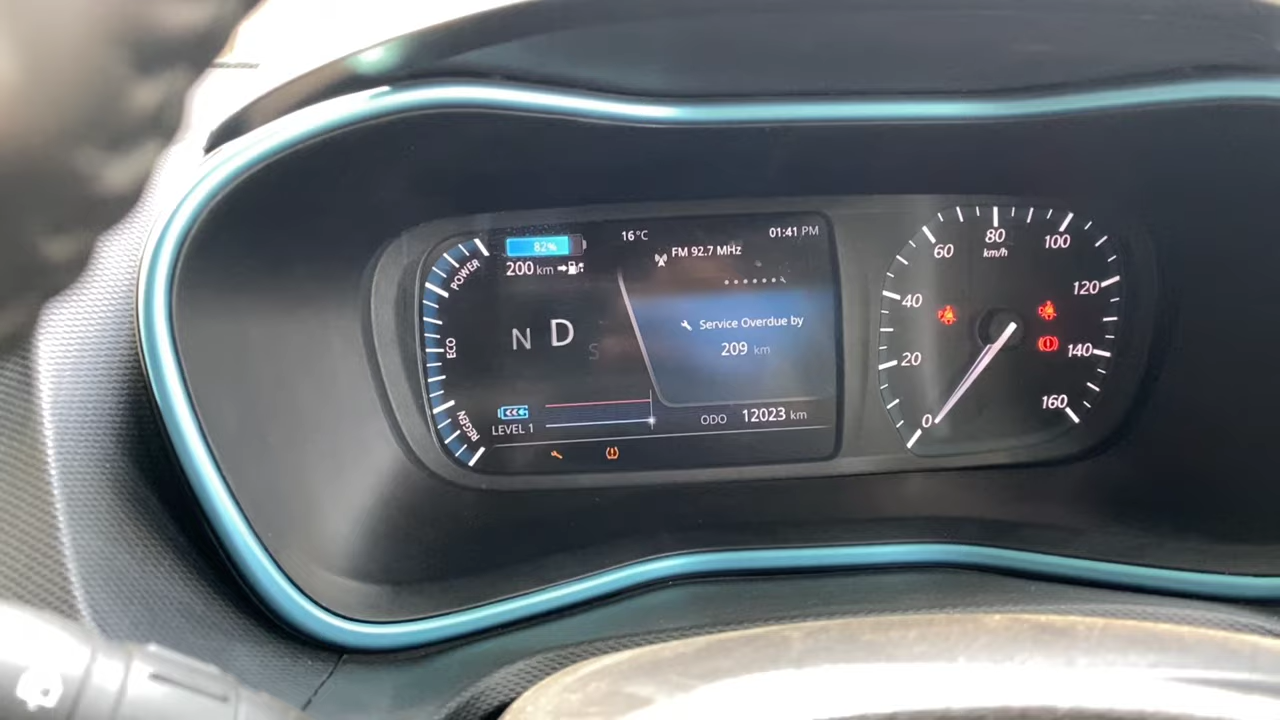 82%
200 km
16°C
01:41 PM
FM 92.7 MHz
POWER
ECO
REGEN
N D S
Service Overdue by
209 km
LEVEL 1
ODO 12023 km
0
20
40
60
80
100
120
140
160
km/h